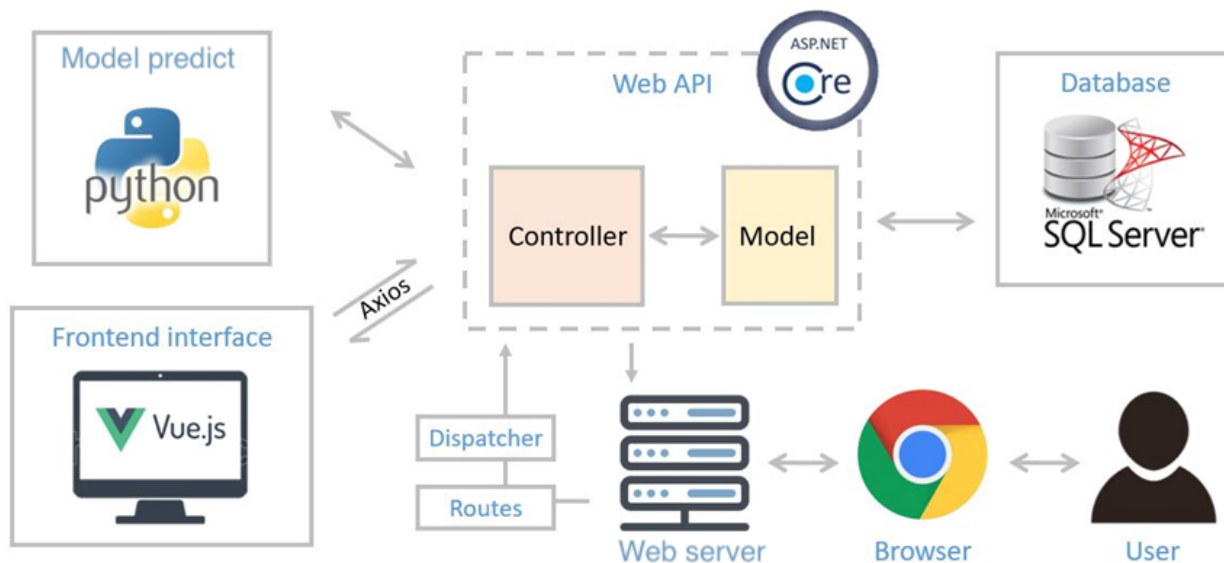 Model predict
python
Frontend interface
Vue.js
Axios
Web API
ASP.NET
Core
Controller
Model
Database
Microsoft®
SQL Server®
Dispatcher
Routes
Web server
Browser
User